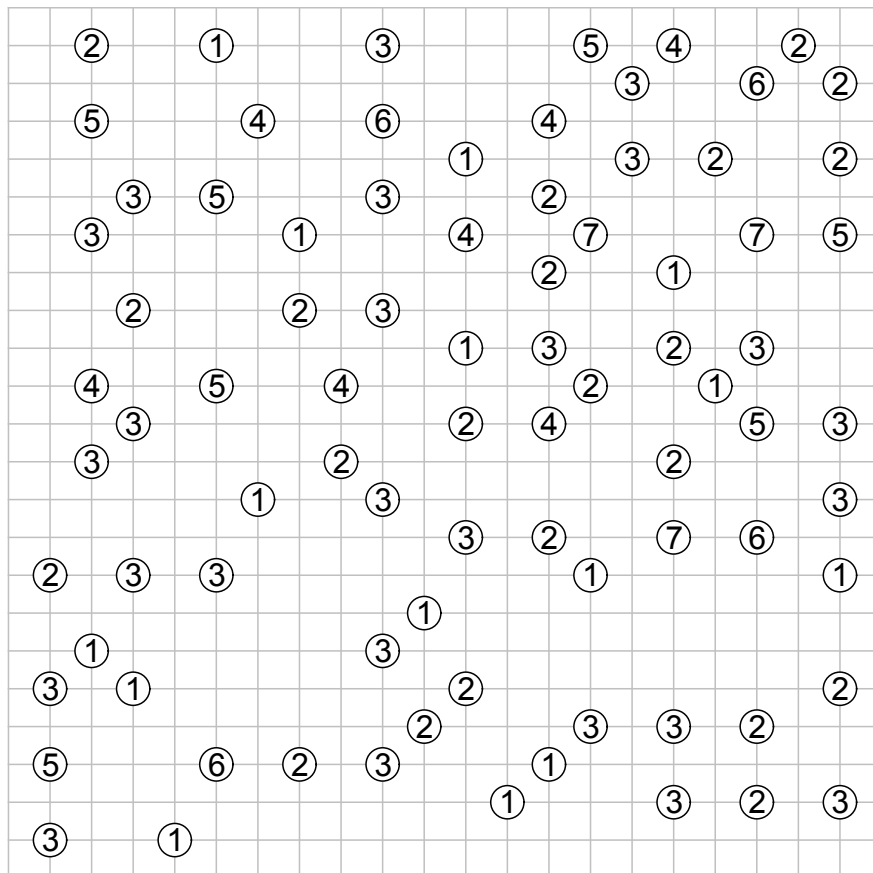 2 1 3 5 4 2
3 6 2
5 4 6 4
1 3 2 2
3 5 3 2
3 1 4 7 7 5
2 1
2 2 3
1 3 2 3
4 5 4 2 1
3 2 4 5 3
3 2 2
1 3 3
3 2 7 6
2 3 3 1 1
1
1 3
3 1 2 2
2 3 3 2
5 6 2 3 1
1 3 2 3
3 1